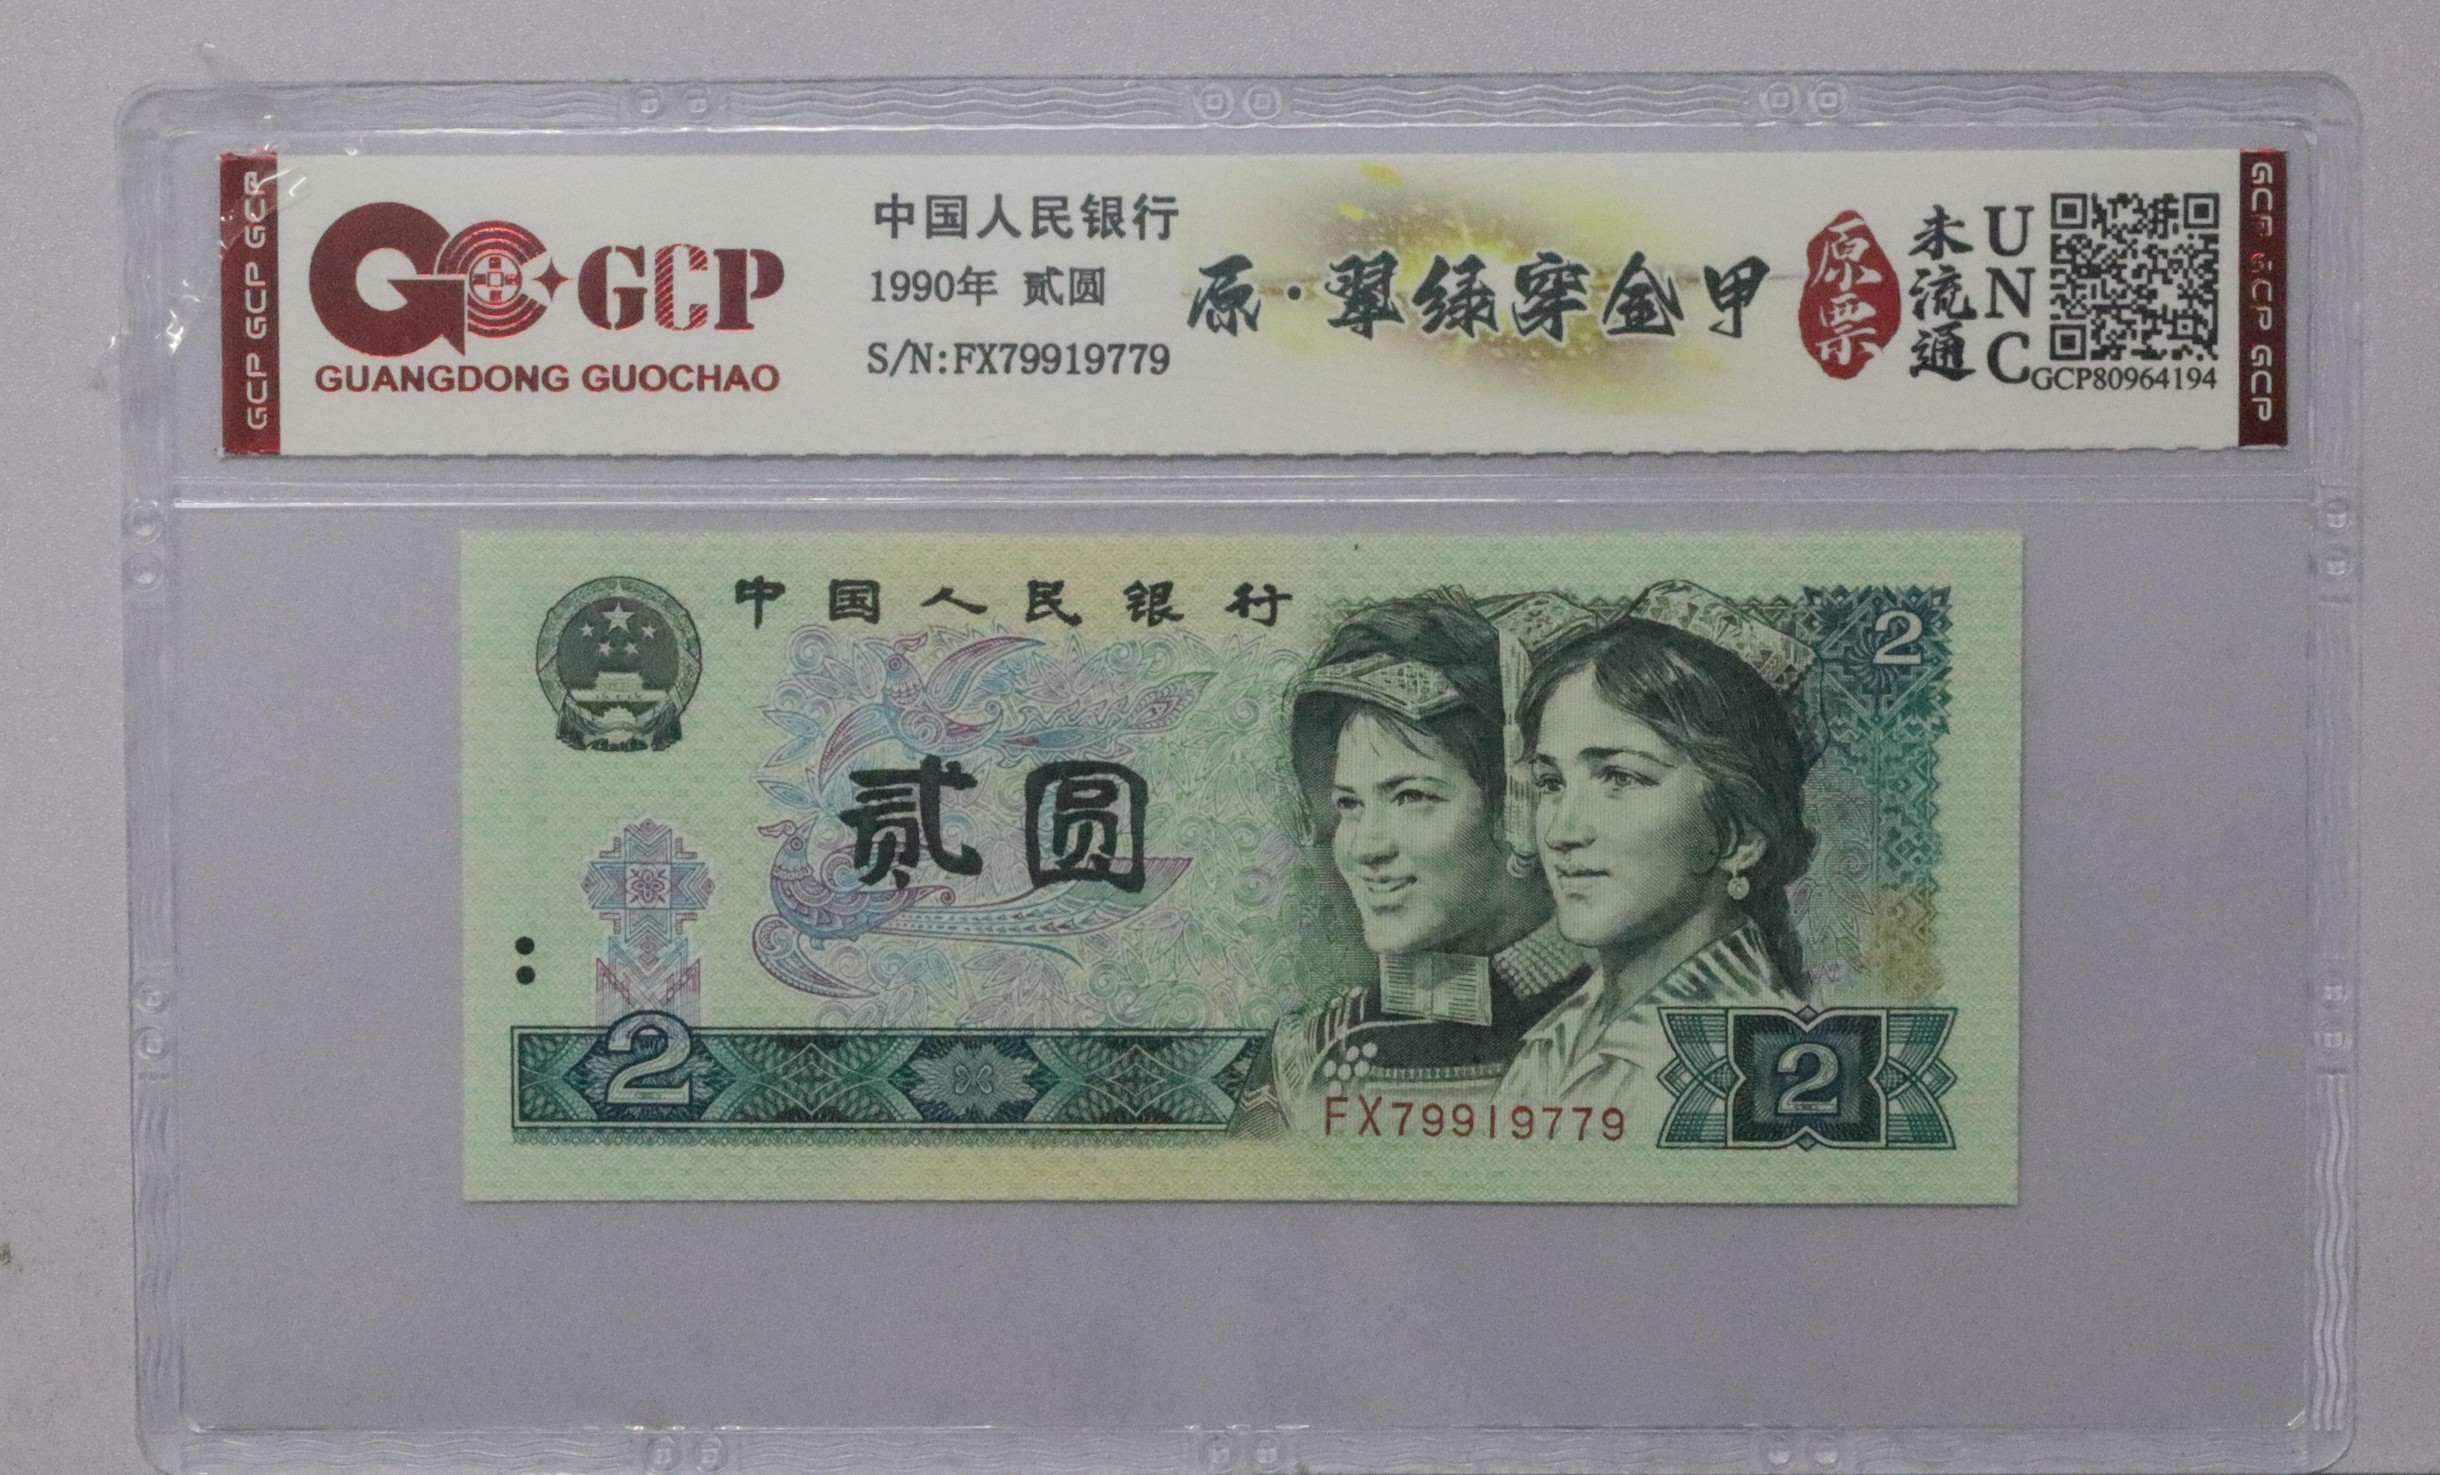 GCP GCP GCP
GCP
GUANGDONG GUOCHAO
中国人民银行
1990年 贰圆
S/N:FX79919779
原·翠绿穿金甲
原票
未流通
UNC
GCP80964194
GCP GCP GCP
中国人民银行
2
贰圆
2
FX79919779
2